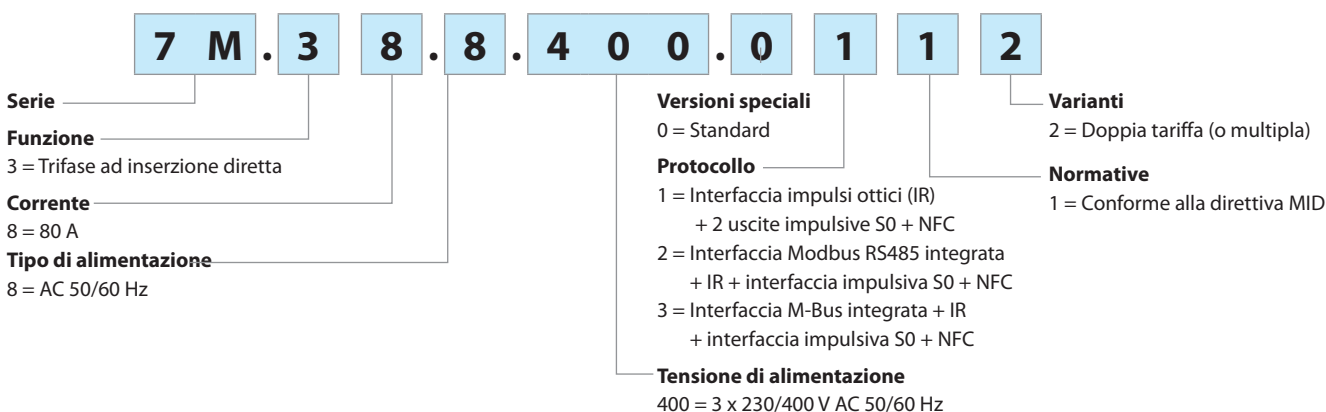 7 M . 3 8 . 8 . 4 0 0 . 0 1 1 2
Serie
Funzione
3 = Trifase ad inserzione diretta
Corrente
8 = 80 A
Tipo di alimentazione
8 = AC 50/60 Hz
Versioni speciali
0 = Standard
Protocollo
1 = Interfaccia impulsi ottici (IR)
+ 2 uscite impulsive S0 + NFC
2 = Interfaccia Modbus RS485 integrata
+ IR + interfaccia impulsiva S0 + NFC
3 = Interfaccia M-Bus integrata + IR
+ interfaccia impulsiva S0 + NFC
Tensione di alimentazione
400 = 3 x 230/400 V AC 50/60 Hz
Varianti
2 = Doppia tariffa (o multipla)
Normative
1 = Conforme alla direttiva MID